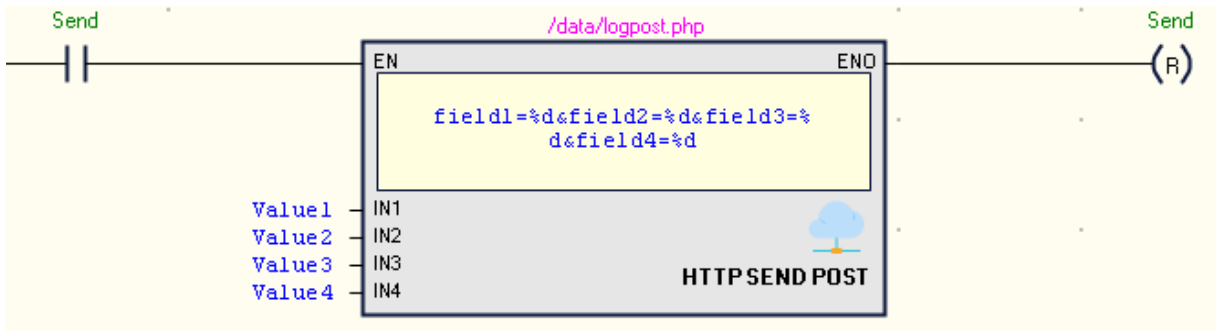 Send
/data/logpost.php
Send
EN
ENO
(R)
field1=%d&field2=%d&field3=%
d&field4=%d
Value1
IN1
Value2
IN2
Value3
IN3
Value4
IN4
HTTP SEND POST